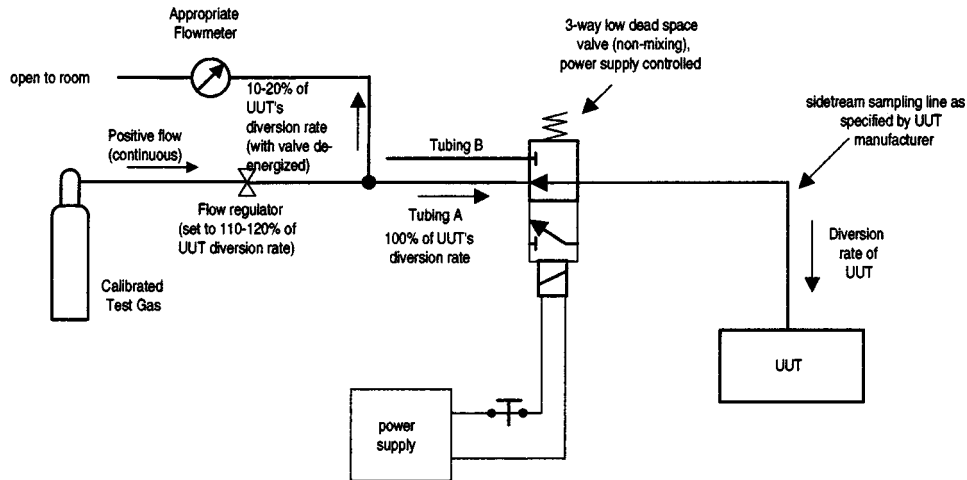 Appropriate
Flowmeter
open to room
10-20% of
UUT's
diversion rate
(with valve de-
energized)
3-way low dead space
valve (non-mixing),
power supply controlled
sidestream sampling line as
specified by UUT
manufacturer
Positive flow
(continuous)
Tubing B
Flow regulator
(set to 110-120% of
UUT diversion rate)
Tubing A
100% of UUT's
diversion rate
Diversion
rate of
UUT
Calibrated
Test Gas
UUT
power
supply